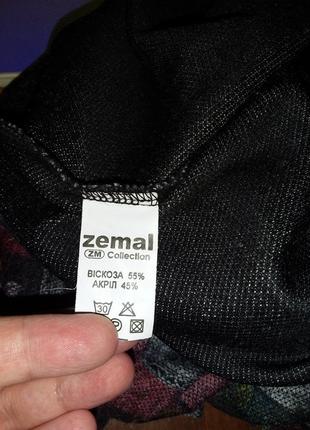 zemal
ZM Collection
ВІСКОЗА 55%
АКРІЛ 45%
30
P